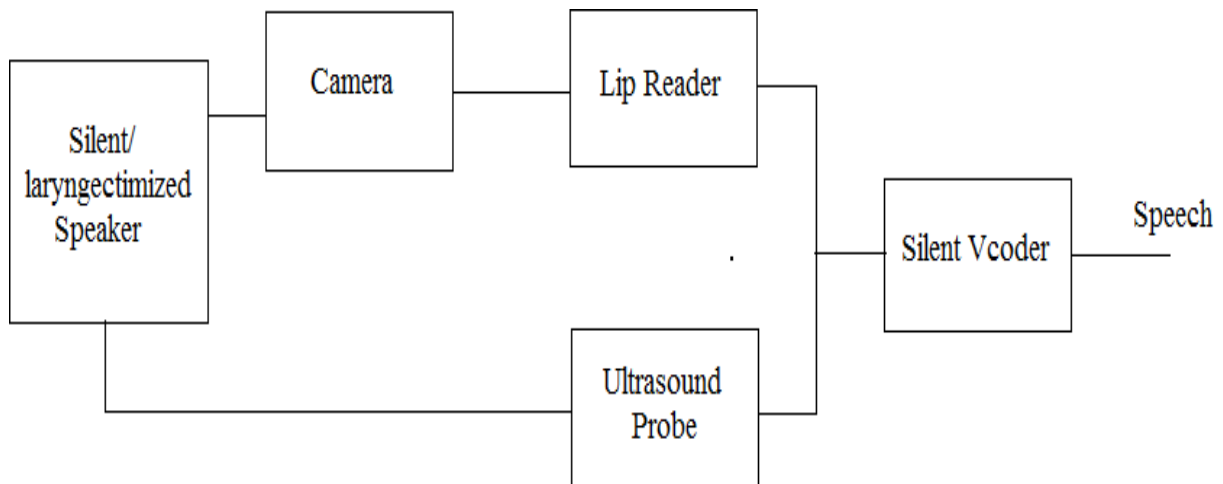 Camera
Lip Reader
Silent/
laryngectimized
Speaker
Silent Vcoder
Speech
Ultrasound
Probe